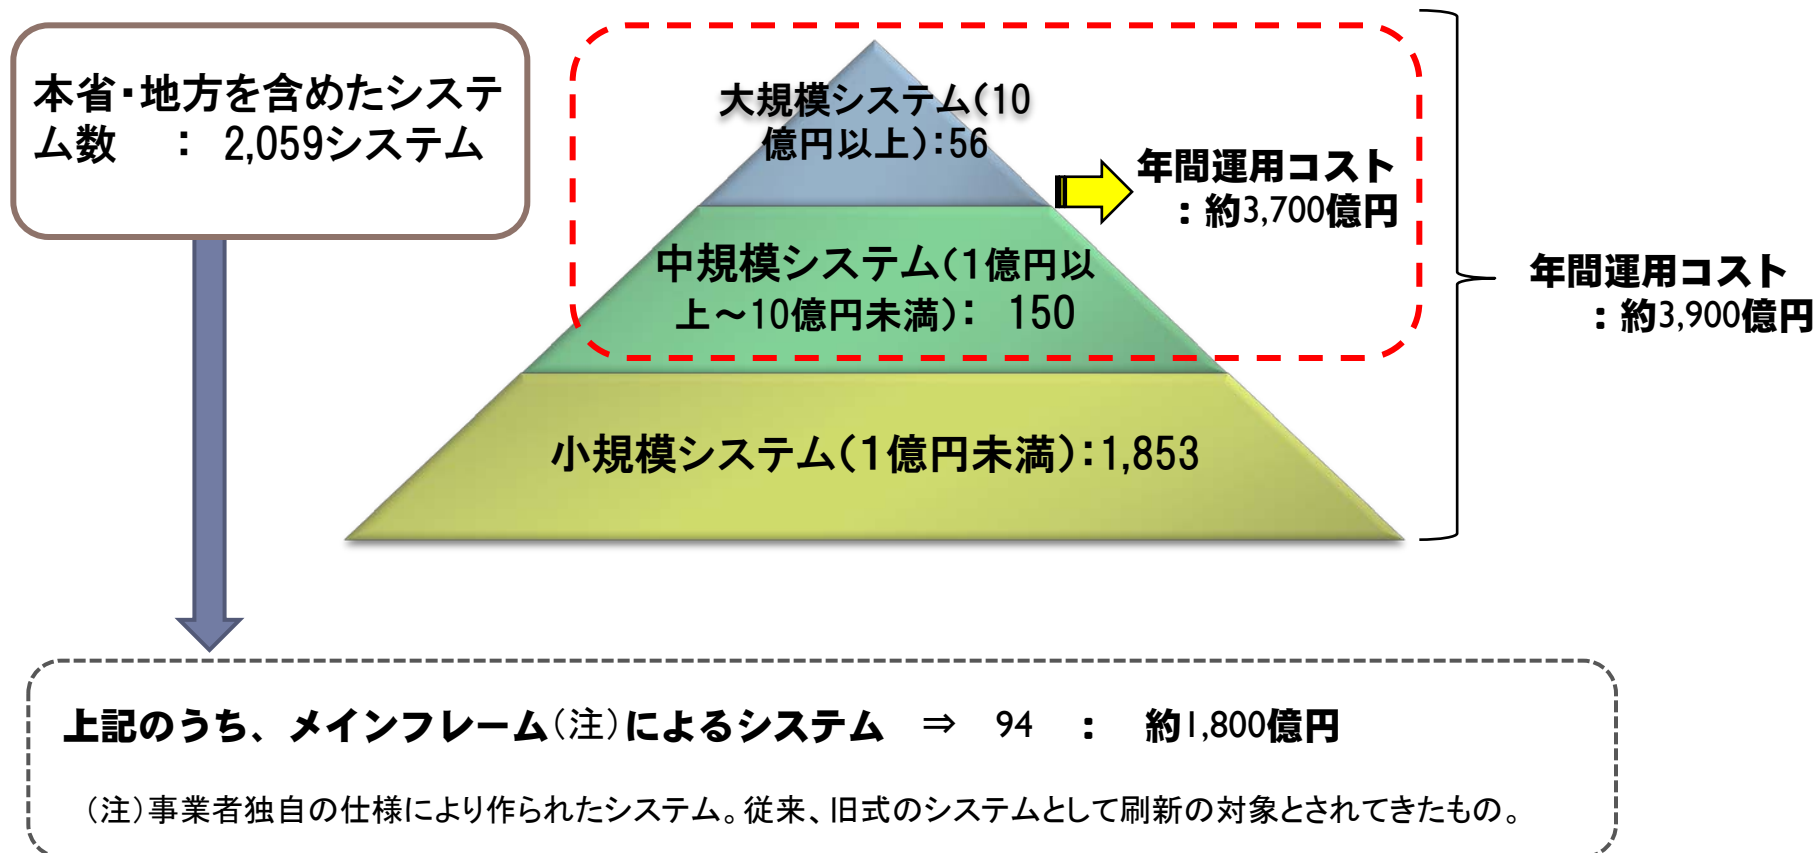 本省・地方を含めたシステ
ム数　：　2,059システム
大規模システム（10
億円以上）：56
年間運用コスト
：約3,700億円
中規模システム（1億円以
上～10億円未満）：　150
年間運用コスト
：約3,900億円
小規模システム（1億円未満）：1,853
上記のうち、メインフレーム（注）によるシステム　⇒　94　：　約1,800億円
（注）事業者独自の仕様により作られたシステム。従来、旧式のシステムとして刷新の対象とされてきたもの。